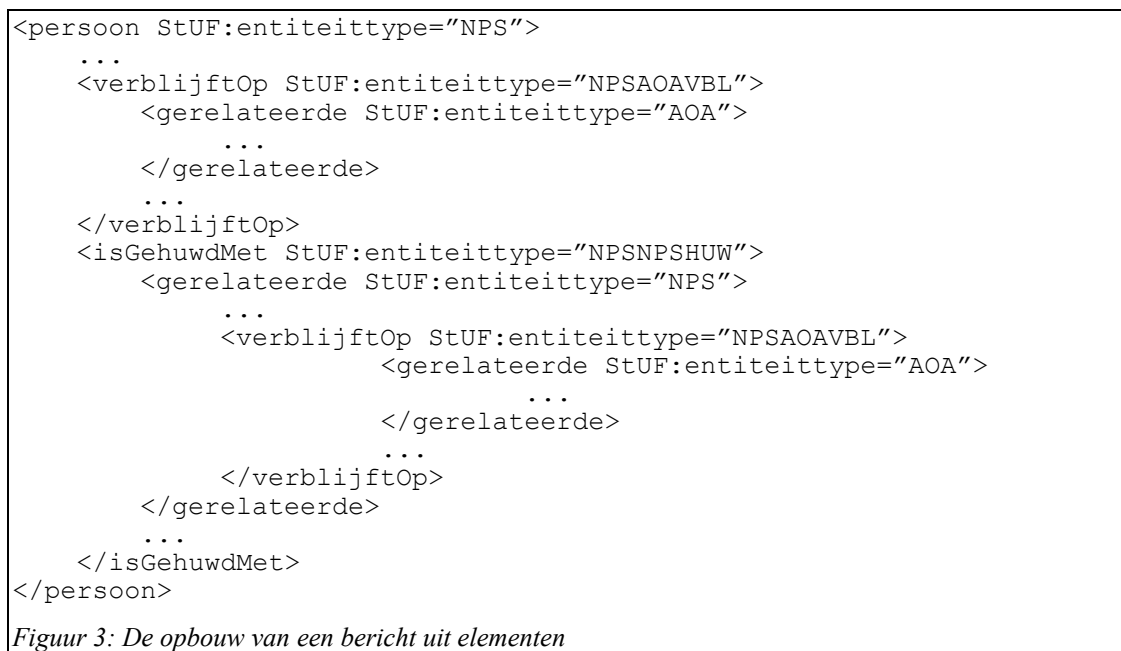 <persoon StUF:entiteittype=”NPS”>
    ...
    <verblijftOp StUF:entiteittype=”NPSAOAVBL”>
        <gerelateerde StUF:entiteittype=”AOA”>
            ...
        </gerelateerde>
        ...
    </verblijftOp>
    <isGehuwdMet StUF:entiteittype=”NPSNPSHUW”>
        <gerelateerde StUF:entiteittype=”NPS”>
            ...
            <verblijftOp StUF:entiteittype=”NPSAOAVBL”>
                    <gerelateerde StUF:entiteittype=”AOA”>
                            ...
                    </gerelateerde>
                    ...
            </verblijftOp>
        </gerelateerde>
        ...
    </isGehuwdMet>
</persoon>
Figuur 3: De opbouw van een bericht uit elementen